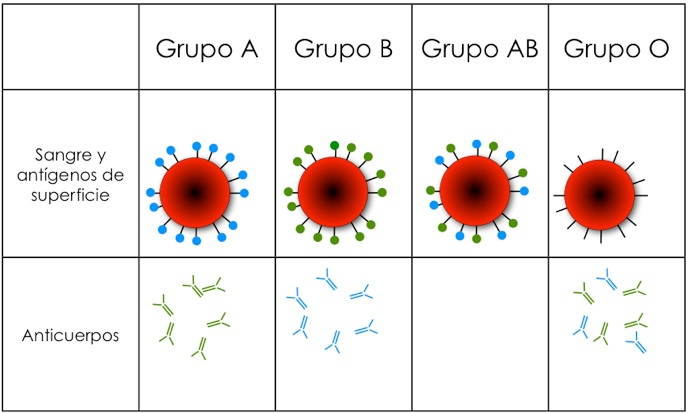 Grupo A
Grupo B
Grupo AB
Grupo O
Sangre y
antígenos de
superficie
Anticuerpos